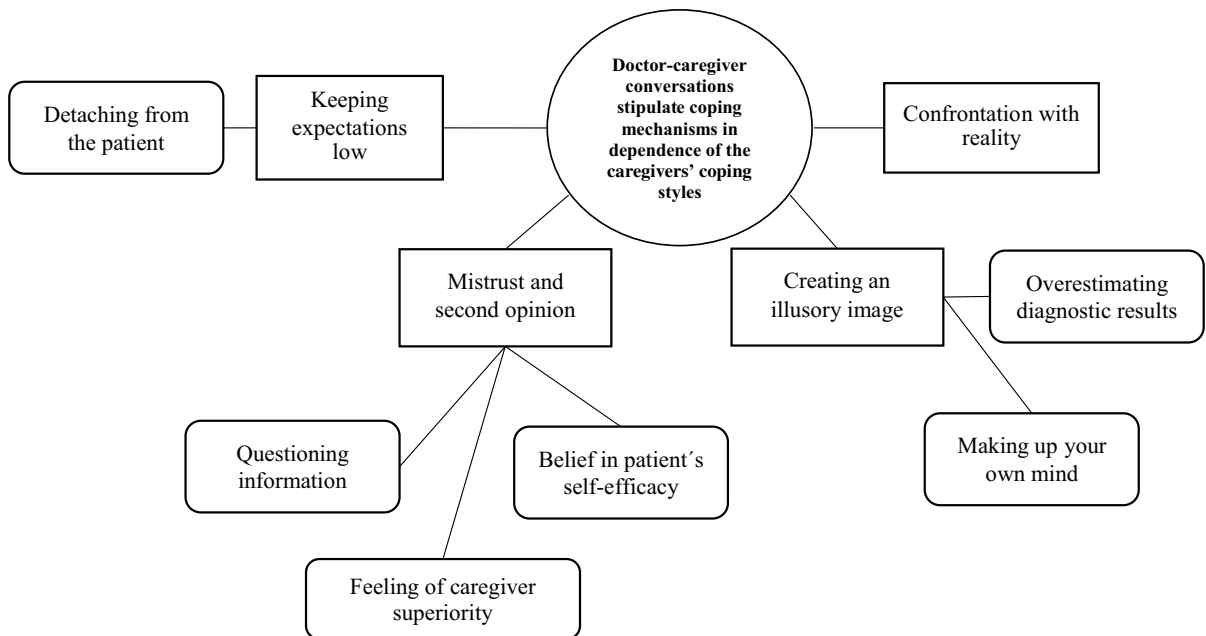 Doctor-caregiver
conversations
stipulate coping
mechanisms in
dependence of the
caregivers’ coping
styles
Detaching from
the patient
Keeping
expectations
low
Confrontation with
reality
Mistrust and
second opinion
Creating an
illusory image
Overestimating
diagnostic results
Questioning
information
Belief in patient´s
self-efficacy
Making up your
own mind
Feeling of caregiver
superiority